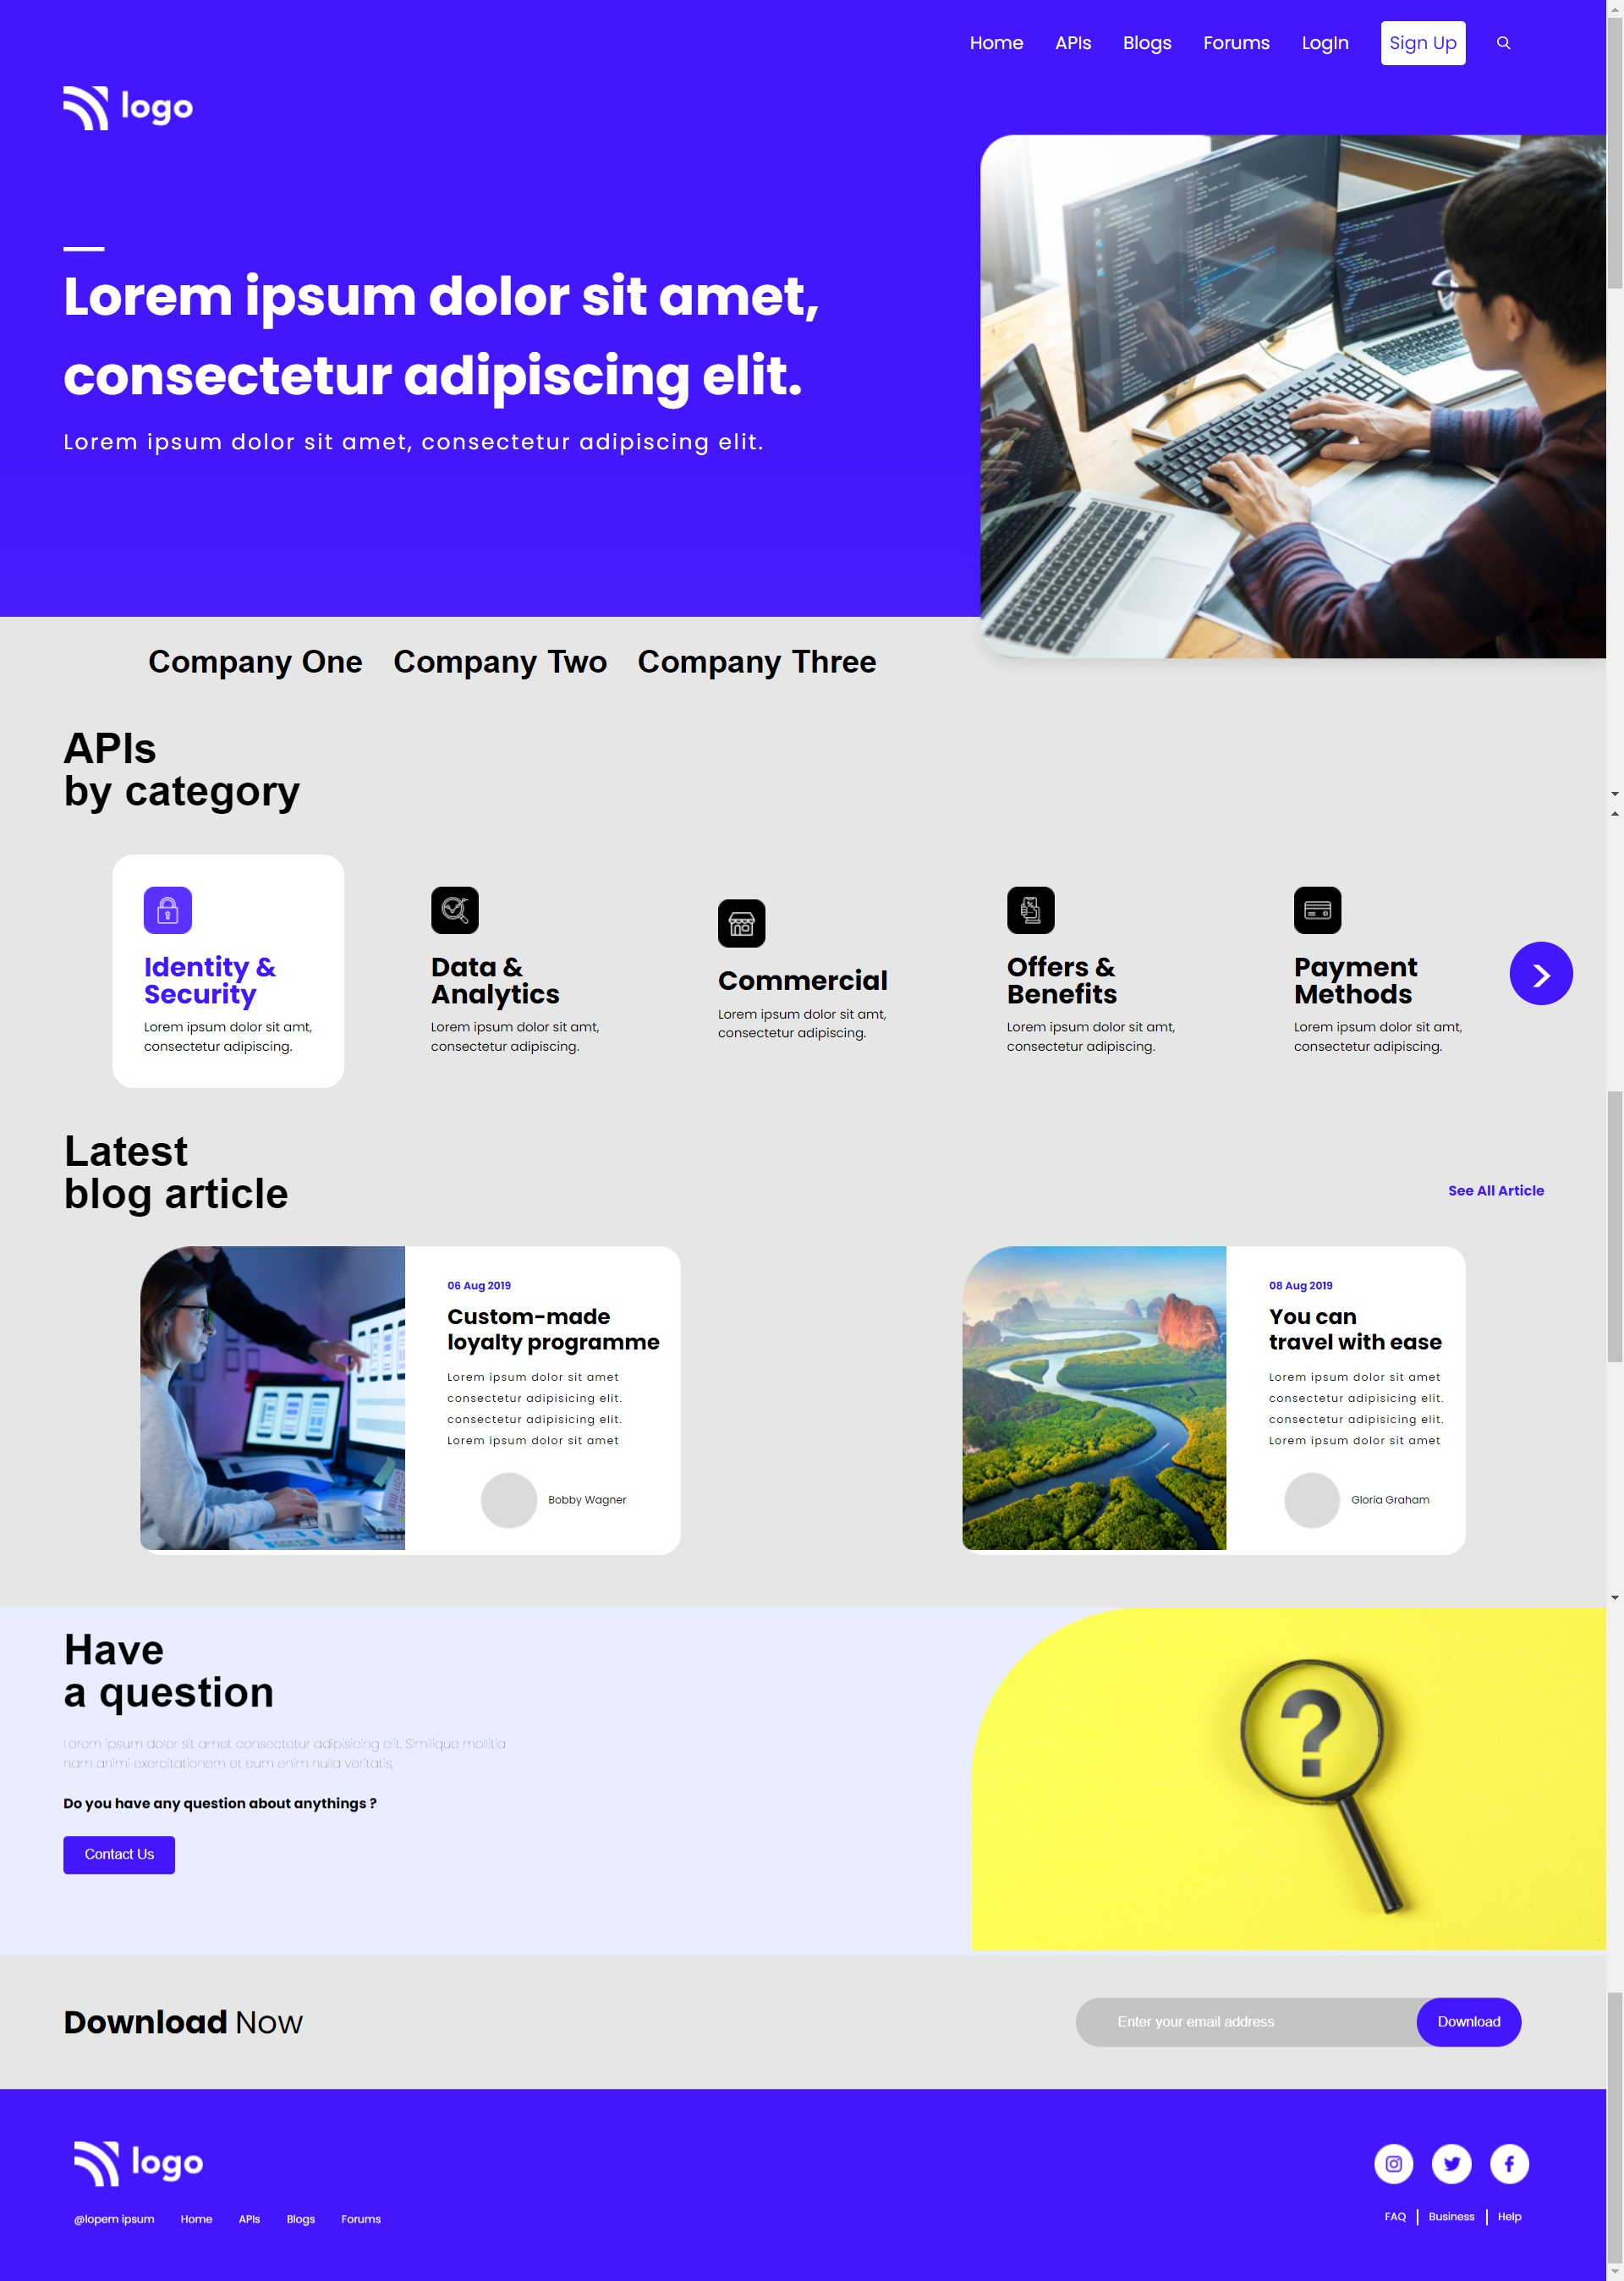 Home APIs Blogs Forums LogIn Sign Up
logo
Lorem ipsum dolor sit amet,
consectetur adipiscing elit.
Lorem ipsum dolor sit amet, consectetur adipiscing elit.
Company One Company Two Company Three
APIs
by category
Identity &
Security
Lorem ipsum dolor sit amt,
consectetur adipiscing.
Data &
Analytics
Lorem ipsum dolor sit amt,
consectetur adipiscing.
Commercial
Lorem ipsum dolor sit amt,
consectetur adipiscing.
Offers &
Benefits
Lorem ipsum dolor sit amt,
consectetur adipiscing.
Payment
Methods
Lorem ipsum dolor sit amt,
consectetur adipiscing.
Latest
blog article
See All Article
06 Aug 2019
Custom-made
loyalty programme
Lorem ipsum dolor sit amet
consectetur adipisicing elit.
consectetur adipisicing elit.
Lorem ipsum dolor sit amet
Bobby Wagner
08 Aug 2019
You can
travel with ease
Lorem ipsum dolor sit amet
consectetur adipisicing elit.
consectetur adipisicing elit.
Lorem ipsum dolor sit amet
Gloria Graham
Have
a question
Lorem ipsum dolor sit amet consectetur adipisicing elit. Similique mollitia
nam animi exercitationem et eum enim nulla veritatis,
Do you have any question about anythings ?
Contact Us
?
Download Now
Enter your email address
Download
logo
@lopem ipsum Home APIs Blogs Forums
FAQ Business Help